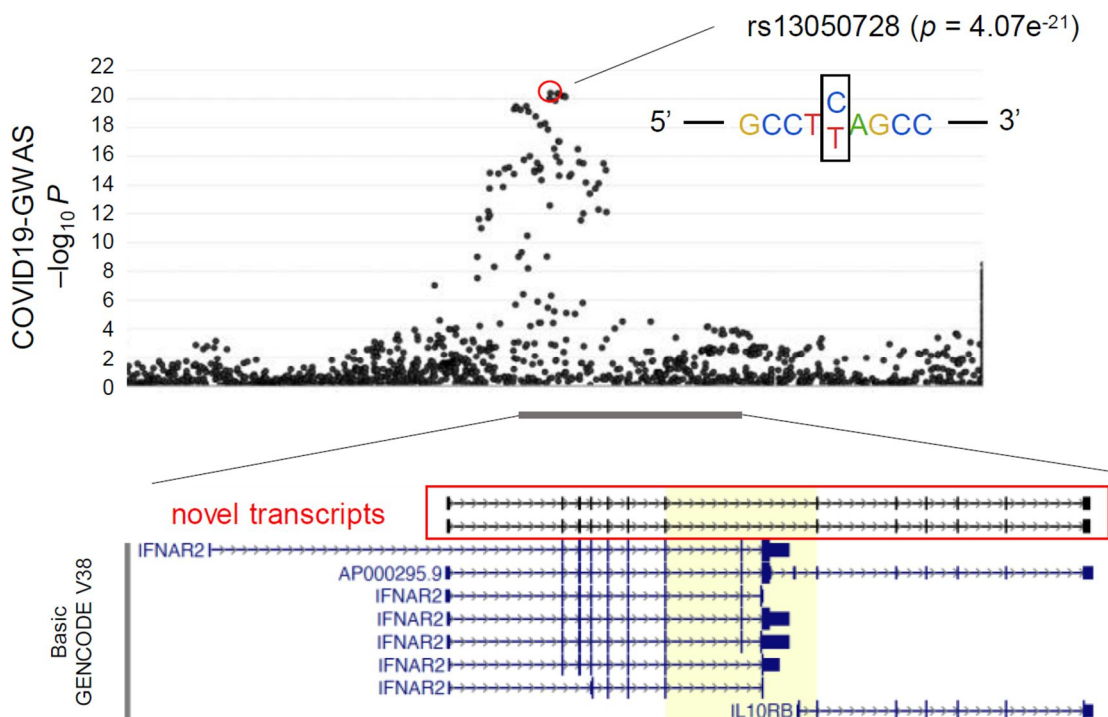 rs13050728 (p = 4.07e-21)
COVID19-GWAS
–log10 P
22
20
18
16
14
12
10
8
6
4
2
0
5’ GCCT C/T AGCC 3’
novel transcripts
Basic
GENCODE V38
IFNAR2
AP000295.9
IFNAR2
IFNAR2
IFNAR2
IFNAR2
IFNAR2
IL10RB